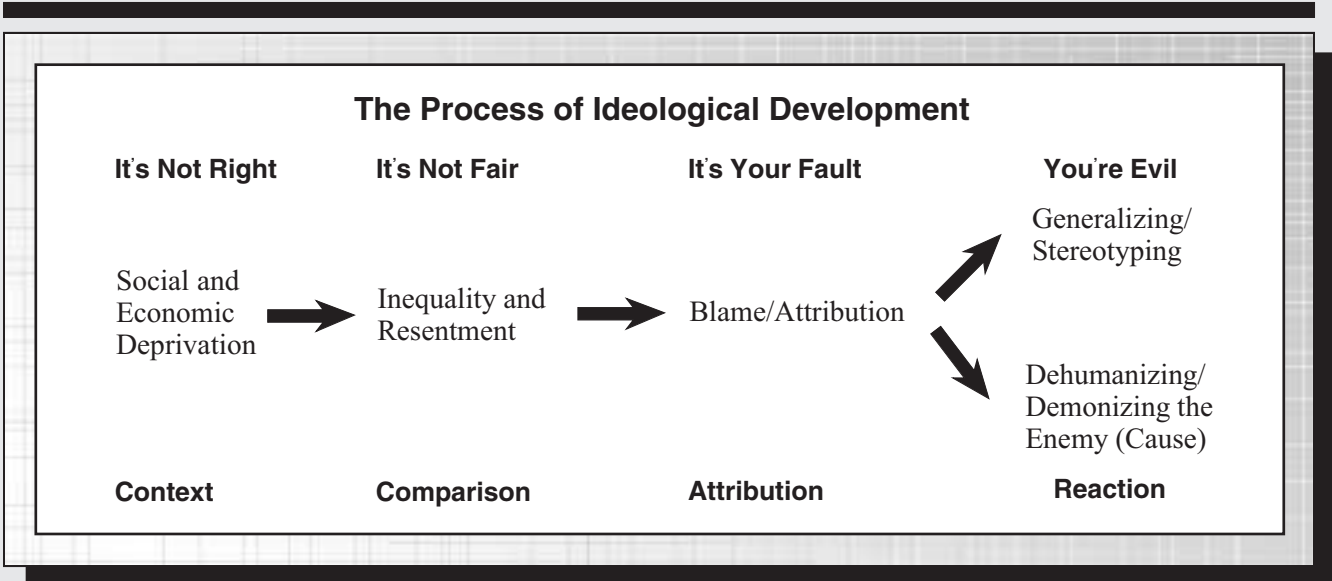 The Process of Ideological Development
It's Not Right
It's Not Fair
It's Your Fault
You're Evil
Social and
Economic
Deprivation
Inequality and
Resentment
Blame/Attribution
Generalizing/
Stereotyping
Dehumanizing/
Demonizing the
Enemy (Cause)
Context
Comparison
Attribution
Reaction